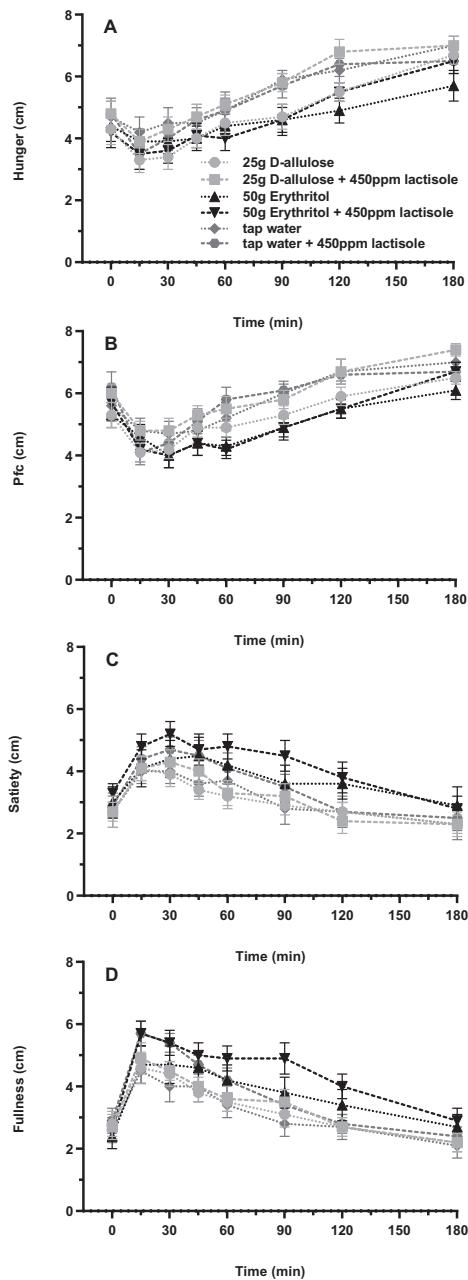 A
8
6
4
2
0
Hunger (cm)
25g D-allulose
25g D-allulose + 450ppm lactisole
50g Erythritol
50g Erythritol + 450ppm lactisole
tap water
tap water + 450ppm lactisole
0 30 60 90 120 150 180
Time (min)
B
8
6
4
2
0
Pfc (cm)
0 30 60 90 120 150 180
Time (min)
C
8
6
4
2
0
Satiety (cm)
0 30 60 90 120 150 180
Time (min)
D
8
6
4
2
0
Fullness (cm)
0 30 60 90 120 150 180
Time (min)